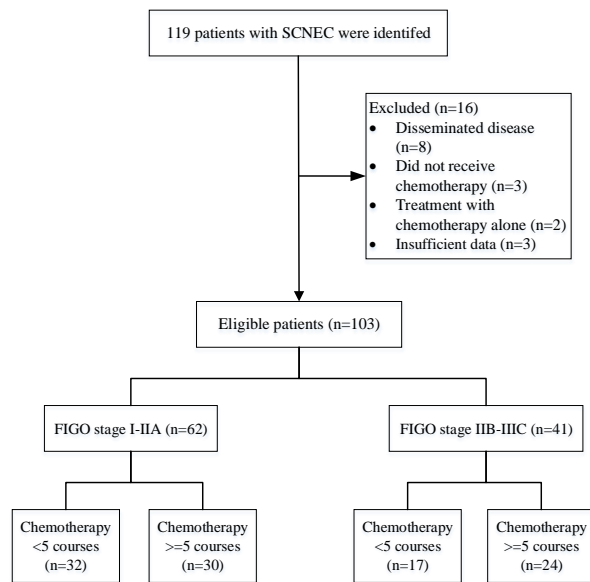 119 patients with SCNEC were identifed
Excluded (n=16)
• Disseminated disease
(n=8)
• Did not receive
chemotherapy (n=3)
• Treatment with
chemotherapy alone (n=2)
• Insufficient data (n=3)
Eligible patients (n=103)
FIGO stage I-IIA (n=62)
FIGO stage IIB-IIIC (n=41)
Chemotherapy
<5 courses
(n=32)
Chemotherapy
>=5 courses
(n=30)
Chemotherapy
<5 courses
(n=17)
Chemotherapy
>=5 courses
(n=24)